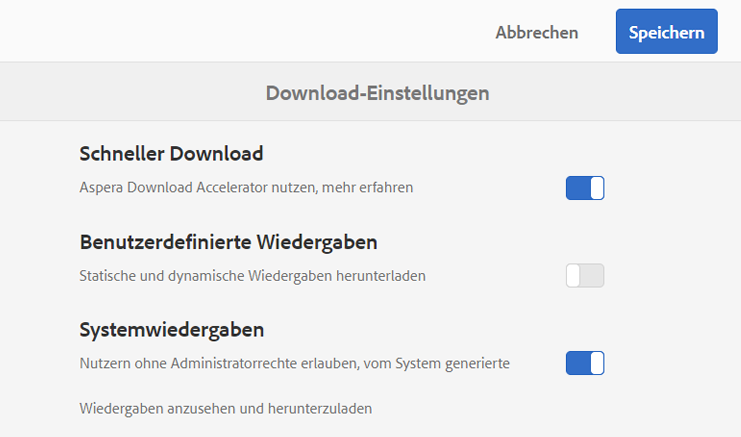 Abbrechen Speichern
Download-Einstellungen
Schneller Download
Aspera Download Accelerator nutzen, mehr erfahren
Benutzerdefinierte Wiedergaben
Statische und dynamische Wiedergaben herunterladen
Systemwiedergaben
Nutzern ohne Administratorrechte erlauben, vom System generierte
Wiedergaben anzusehen und herunterzuladen